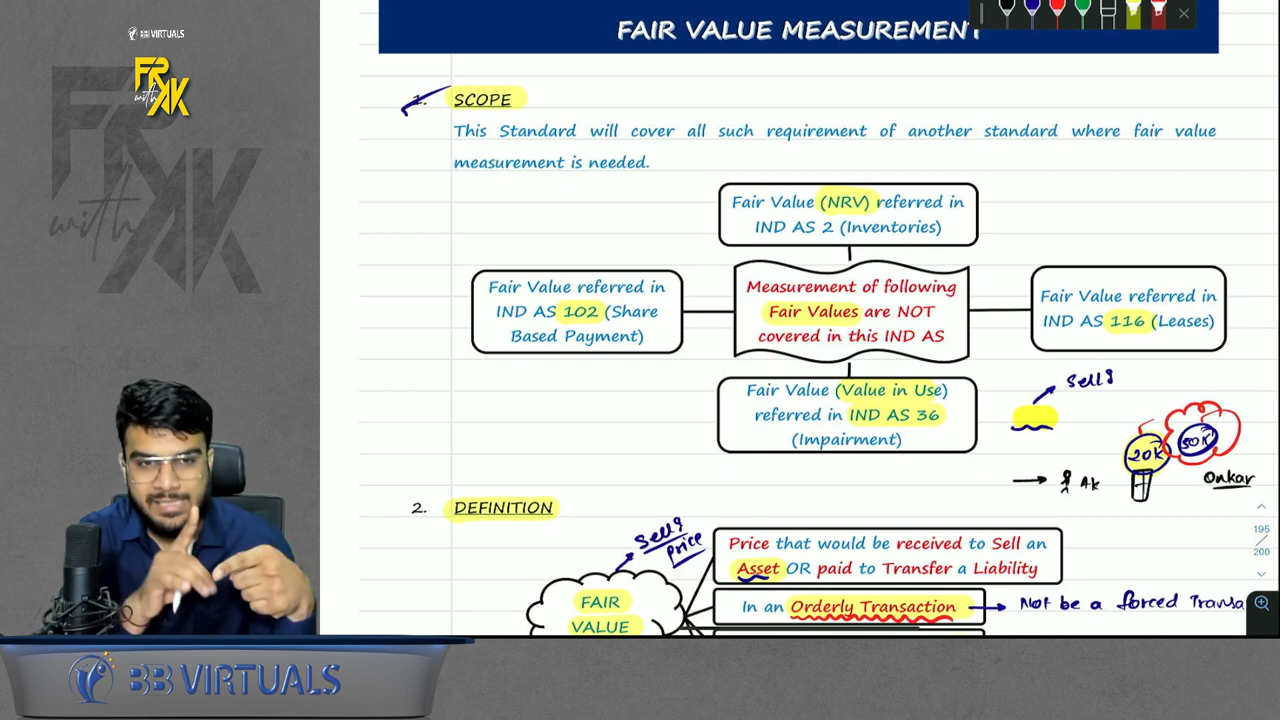 BB VIRTUALS
FR
with
AK
FR
with
AK
FAIR VALUE MEASUREMENT
1. SCOPE
This Standard will cover all such requirement of another standard where fair value
measurement is needed.
Fair Value (NRV) referred in
IND AS 2 (Inventories)
Fair Value referred in
IND AS 102 (Share
Based Payment)
Measurement of following
Fair Values are NOT
covered in this IND AS
Fair Value referred in
IND AS 116 (Leases)
Fair Value (Value in Use)
referred in IND AS 36
(Impairment)
20K
50K
AK
Onkar
2. DEFINITION
Price
Price that would be received to Sell an
Asset OR paid to Transfer a Liability
FAIR
VALUE
In an Orderly Transaction
Not be a forced Transa
195
200
BB VIRTUALS